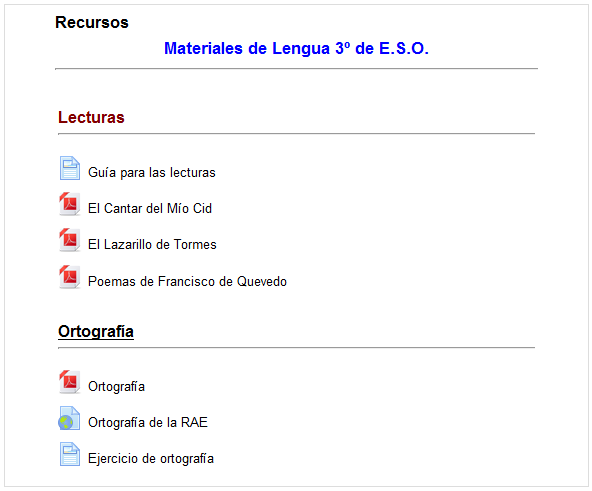 Recursos
Materiales de Lengua 3º de E.S.O.
Lecturas
Guía para las lecturas
El Cantar del Mío Cid
El Lazarillo de Tormes
Poemas de Francisco de Quevedo
Ortografía
Ortografía
Ortografía de la RAE
Ejercicio de ortografía